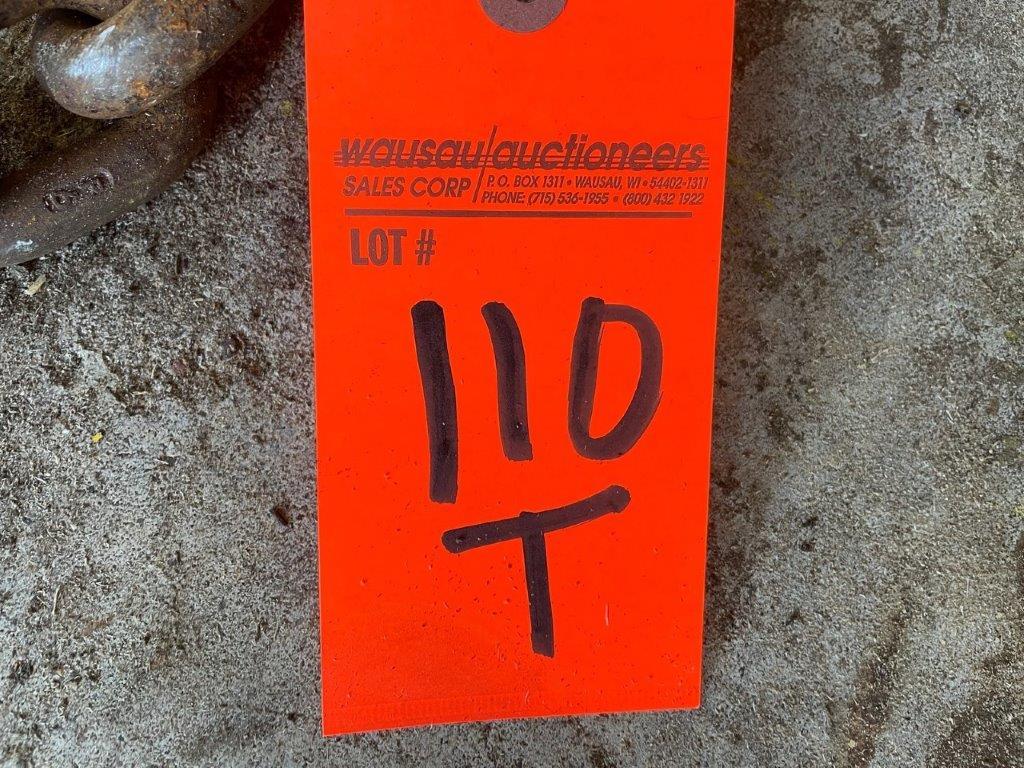 wausau/auctioneers
SALES CORP
P. O. BOX 1311 • WAUSAU, WI • 54402-1311
PHONE: (715) 536-1955 • (800) 432 1922
LOT #
110
T